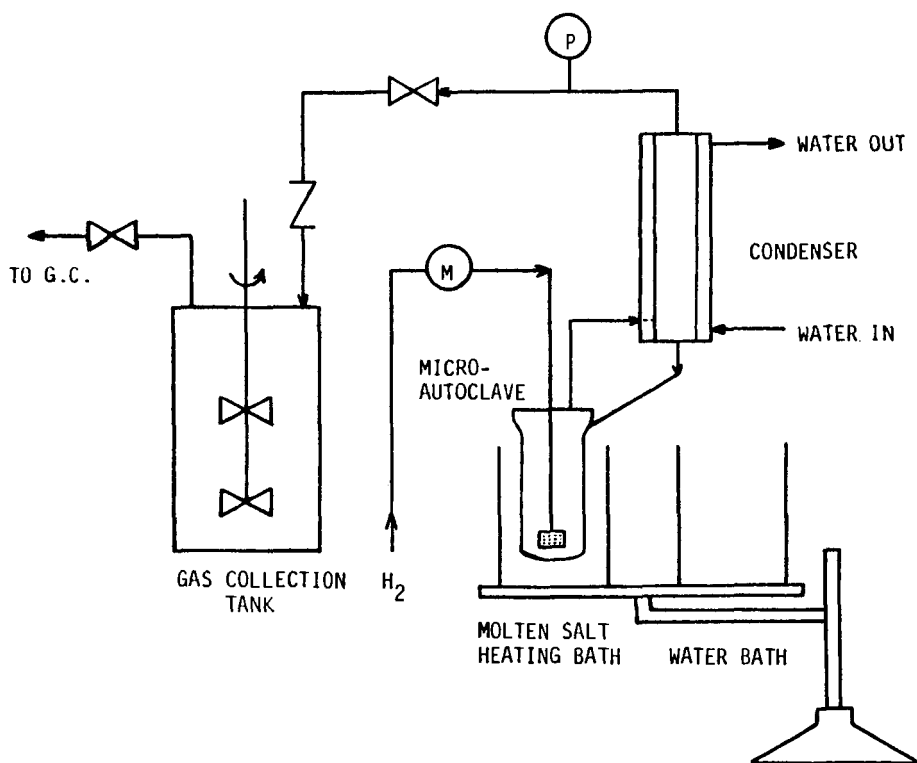 P
WATER OUT
CONDENSER
TO G.C.
M
WATER IN
MICRO-
AUTOCLAVE
GAS COLLECTION
TANK
H2
MOLTEN SALT
HEATING BATH
WATER BATH